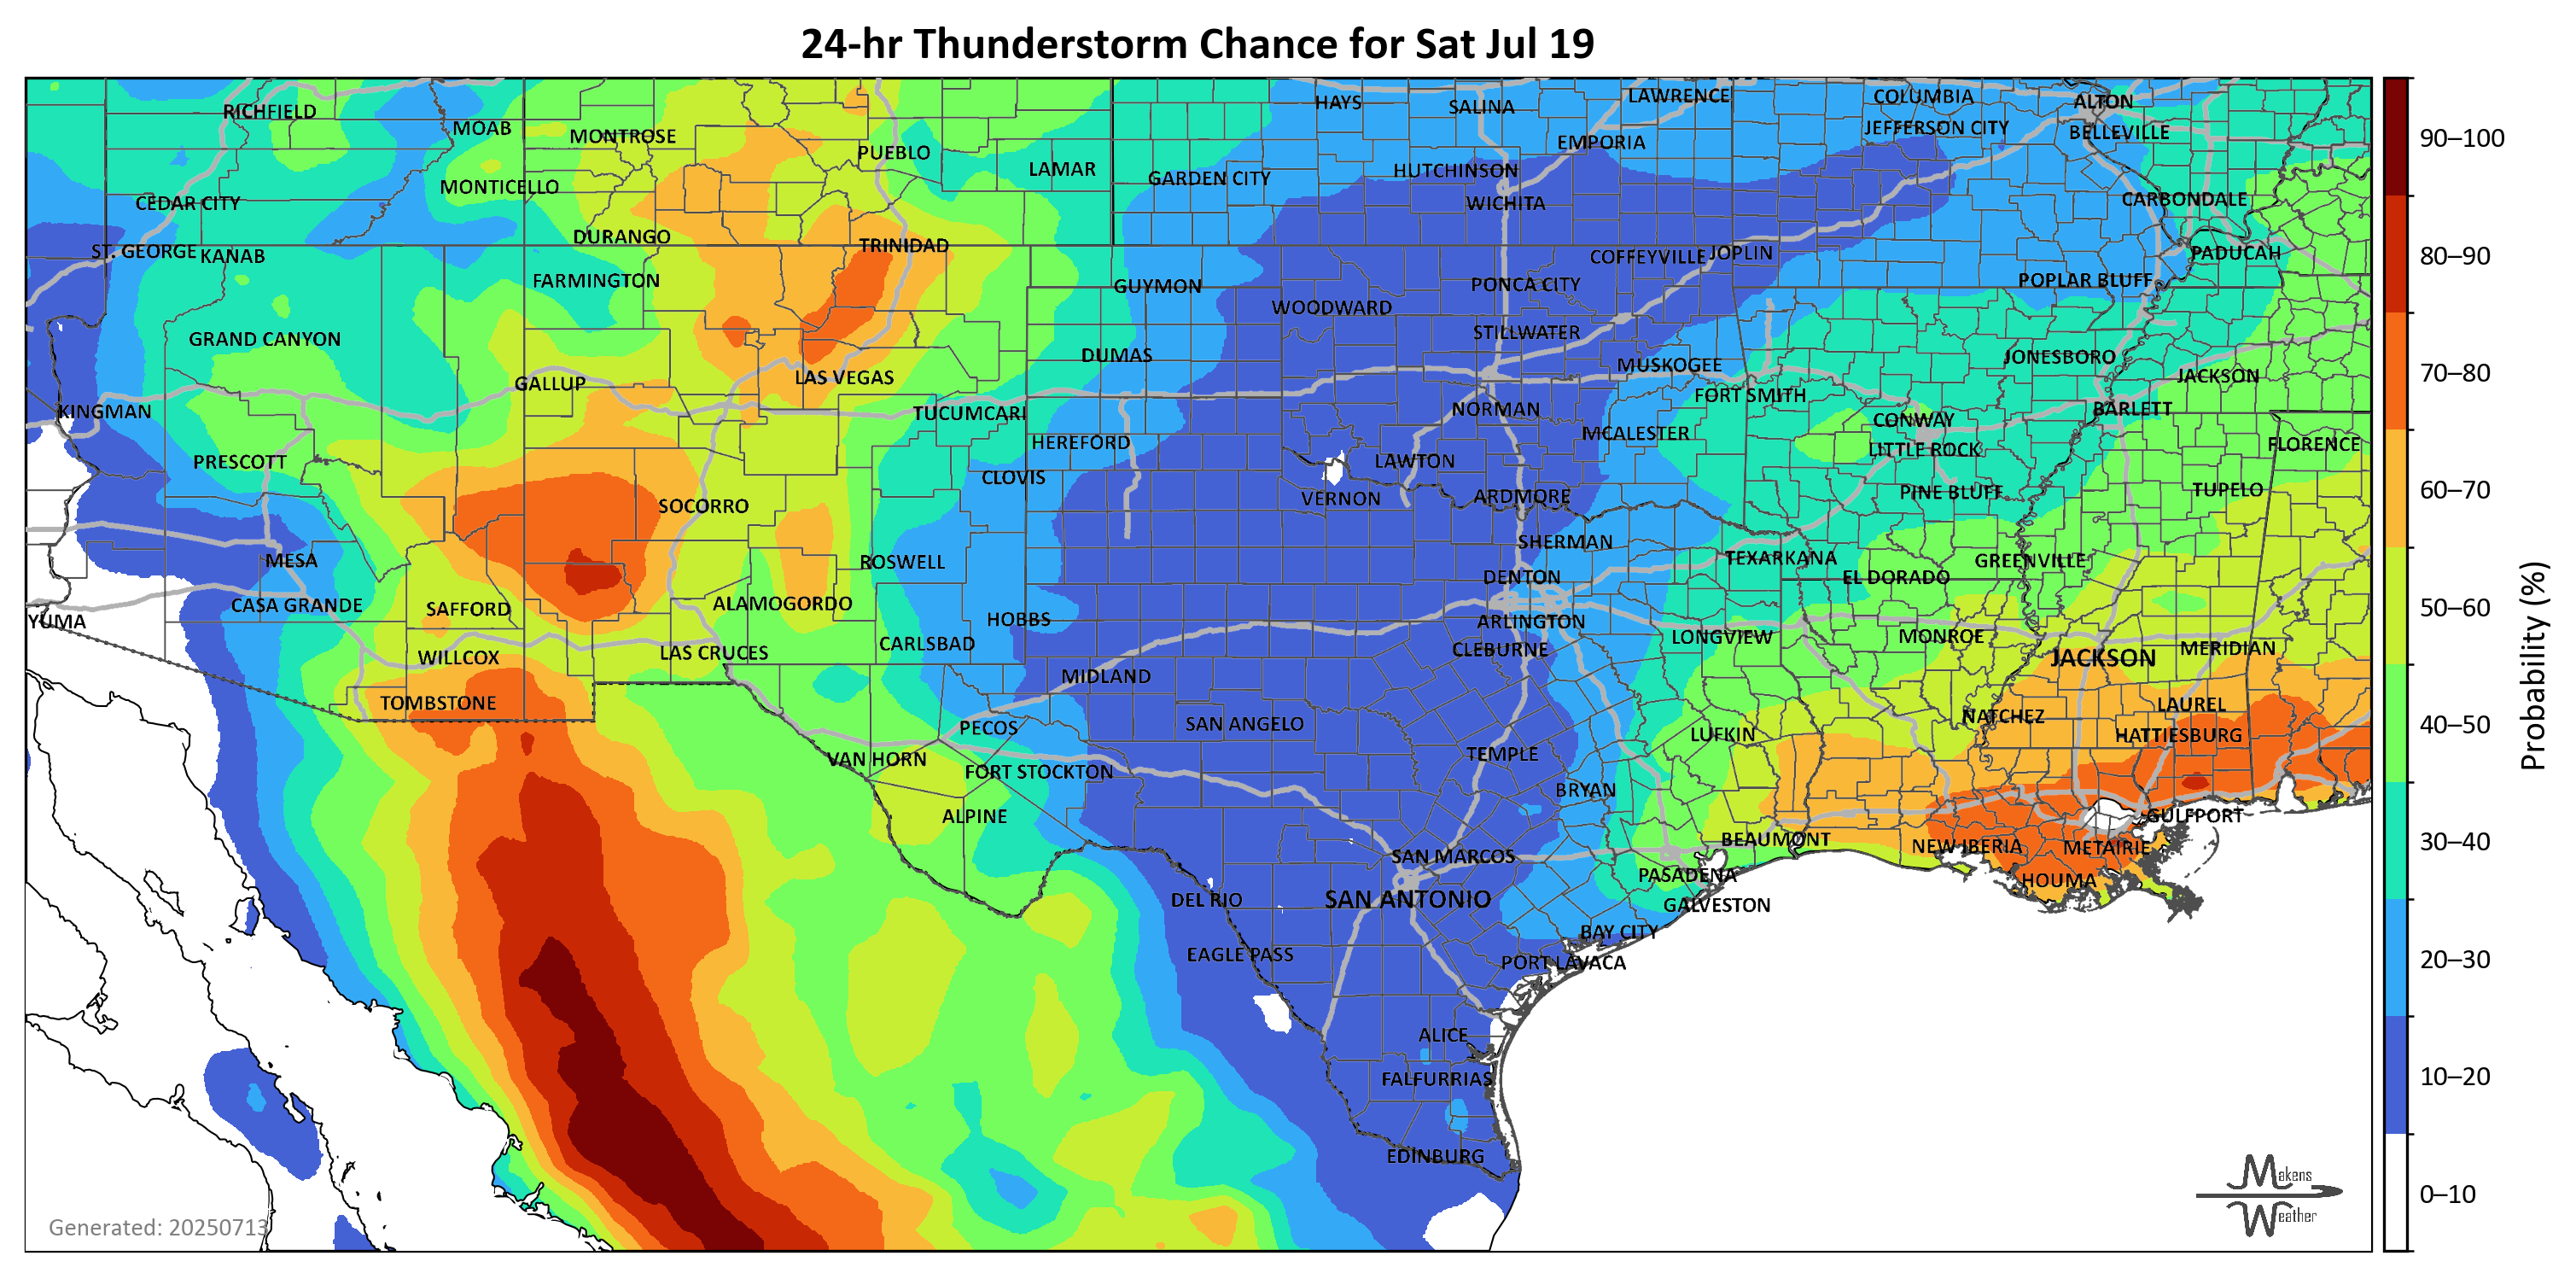 24-hr Thunderstorm Chance for Sat Jul 19
RICHFIELD
MOAB
MONTROSE
PUEBLO
LAMAR
HAYS
SALINA
LAWRENCE
COLUMBIA
ALTON
JEFFERSON CITY
BELLEVILLE
EMPORIA
HUTCHINSON
GARDEN CITY
MONTICELLO
CEDAR CITY
WICHITA
CARBONDALE
DURANGO
TRINIDAD
ST. GEORGE
KANAB
COFFEYVILLE
JOPLIN
PADUCAH
FARMINGTON
GUYMON
PONCA CITY
POPLAR BLUFF
WOODWARD
GRAND CANYON
STILLWATER
DUMAS
JONESBORO
MUSKOGEE
JACKSON
GALLUP
LAS VEGAS
FORT SMITH
KINGMAN
TUCUMCARI
NORMAN
BARLETT
CONWAY
MCALESTER
HEREFORD
FLORENCE
LITTLE ROCK
PRESCOTT
LAWTON
CLOVIS
TUPELO
PINE BLUFF
VERNON
ARDMORE
SOCORRO
SHERMAN
MESA
ROSWELL
TEXARKANA
GREENVILLE
DENTON
EL DORADO
CASA GRANDE
SAFFORD
ALAMOGORDO
HOBBS
YUMA
ARLINGTON
LONGVIEW
MONROE
CARLSBAD
CLEBURNE
MERIDIAN
WILLCOX
LAS CRUCES
JACKSON
MIDLAND
TOMBSTONE
LAUREL
NATCHEZ
PECOS
SAN ANGELO
LUFKIN
HATTIESBURG
TEMPLE
VAN HORN
FORT STOCKTON
BRYAN
ALPINE
GULFPORT
BEAUMONT
NEW IBERIA
METAIRIE
SAN MARCOS
PASADENA
HOUMA
DEL RIO
SAN ANTONIO
GALVESTON
BAY CITY
EAGLE PASS
PORT LAVACA
ALICE
FALFURRIAS
EDINBURG
Generated: 20250713
Makens
Weather
90–100
80–90
70–80
60–70
50–60
40–50
30–40
20–30
10–20
0–10
Probability (%)